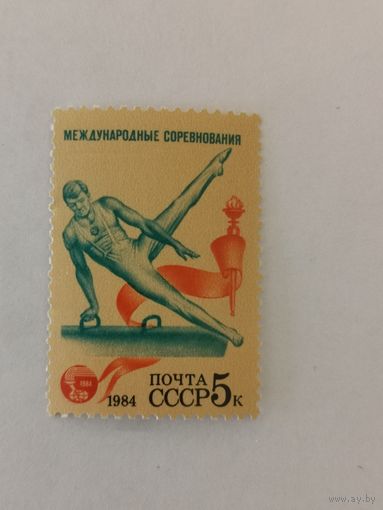 МЕЖДУНАРОДНЫЕ СОРЕВНОВАНИЯ
1984
1984 ПОЧТА
СССР 5к
www.ay.by